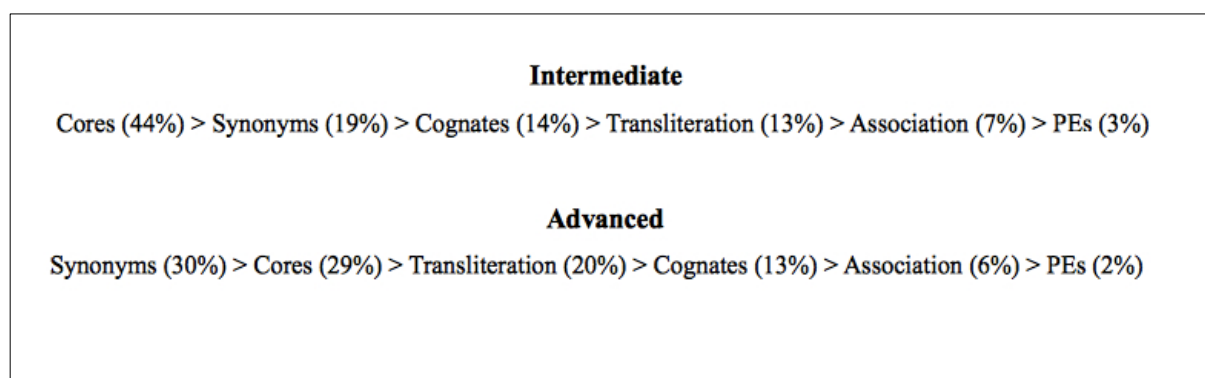 Intermediate
Cores (44%) > Synonyms (19%) > Cognates (14%) > Transliteration (13%) > Association (7%) > PEs (3%)
Advanced
Synonyms (30%) > Cores (29%) > Transliteration (20%) > Cognates (13%) > Association (6%) > PEs (2%)